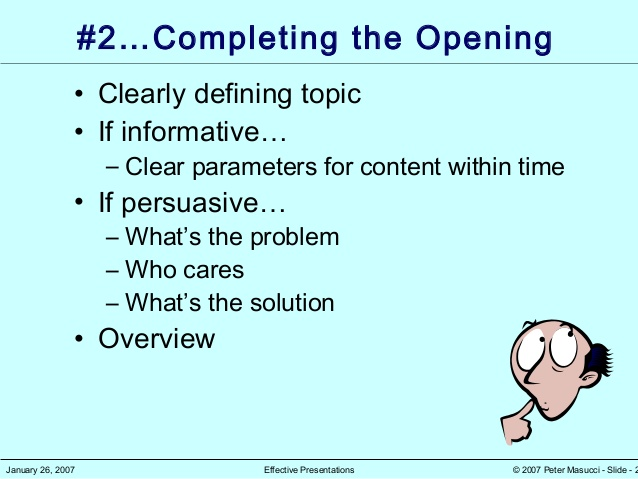 #2…Completing the Opening
• Clearly defining topic
• If informative…
– Clear parameters for content within time
• If persuasive…
– What's the problem
– Who cares
– What's the solution
• Overview
January 26, 2007
Effective Presentations
© 2007 Peter Masucci - Slide - 2